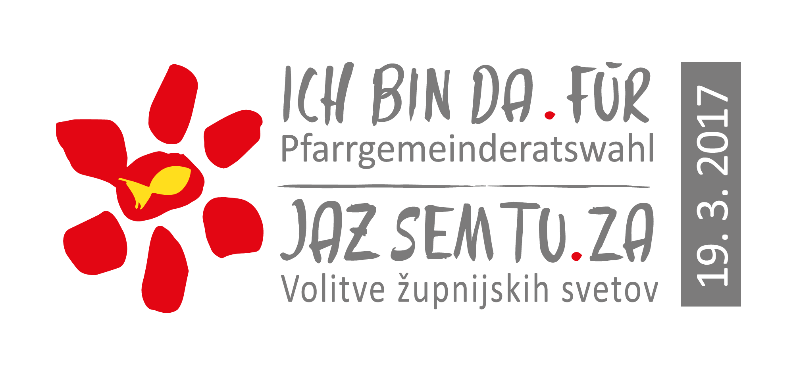 ICH BIN DA.FÜR
Pfarrgemeinderatswahl
JAZ SEM TU.ZA
Volitve župnijskih svetov
19. 3. 2017